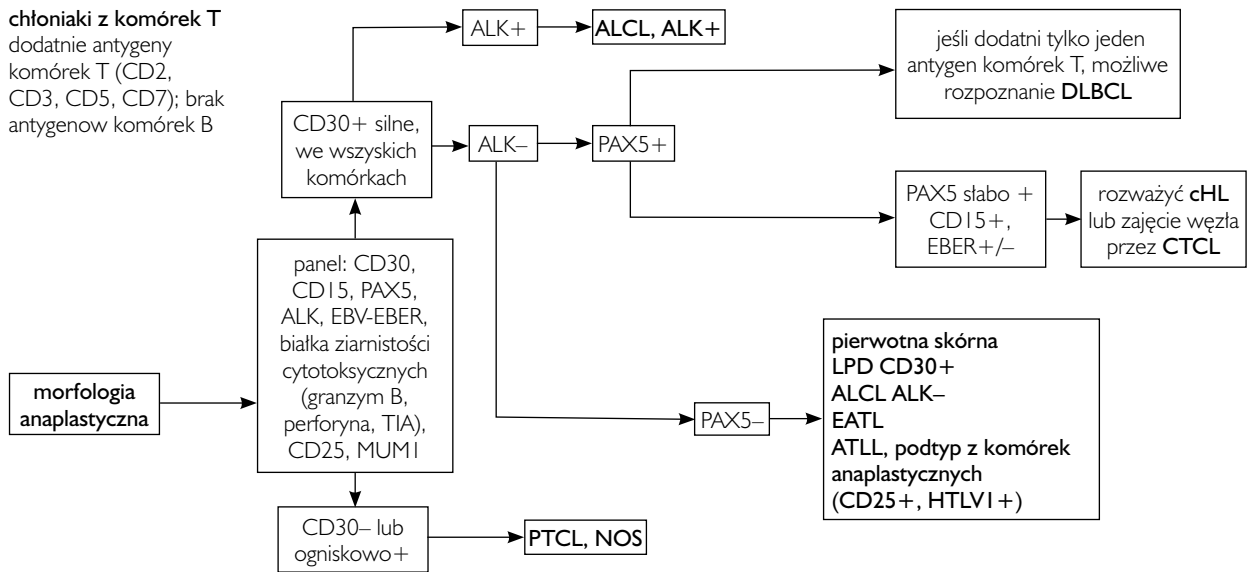 chłoniaki z komórek T
dodatnie antygeny
komórek T (CD2,
CD3, CD5, CD7); brak
antygenow komórek B
ALK+
ALCL, ALK+
jeśli dodatni tylko jeden
antygen komórek T, możliwe
rozpoznanie DLBCL
CD30+ silne,
we wszyskich
komórkach
ALK–
PAX5+
PAX5 słabo +
CD15+,
EBER+/–
rozważyć cHL
lub zajęcie węzła
przez CTCL
panel: CD30,
CD15, PAX5,
ALK, EBV-EBER,
białka ziarnistości
cytotoksycznych
(granzym B,
perforyna, TIA),
CD25, MUM1
morfologia
anaplastyczna
PAX5–
pierwotna skórna
LPD CD30+
ALCL ALK–
EATL
ATLL, podtyp z komórek
anaplastycznych
(CD25+, HTLV1+)
CD30– lub
ogniskowo+
PTCL, NOS